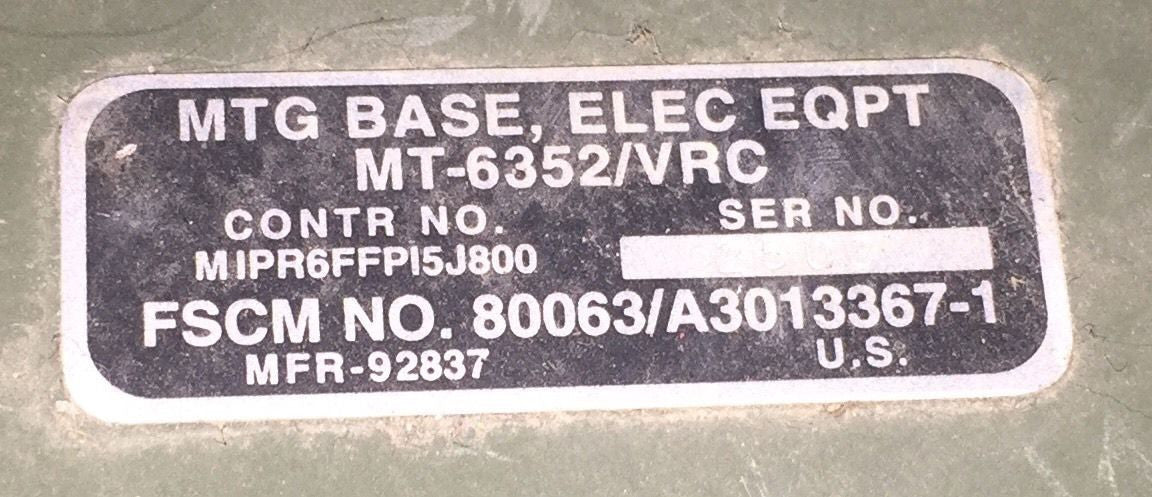 MTG BASE, ELEC EQPT
MT-6352/VRC
CONTR NO. SER NO.
MIPR6FFPI5J800
FSCM NO. 80063/A3013367-1
MFR-92837 U.S.